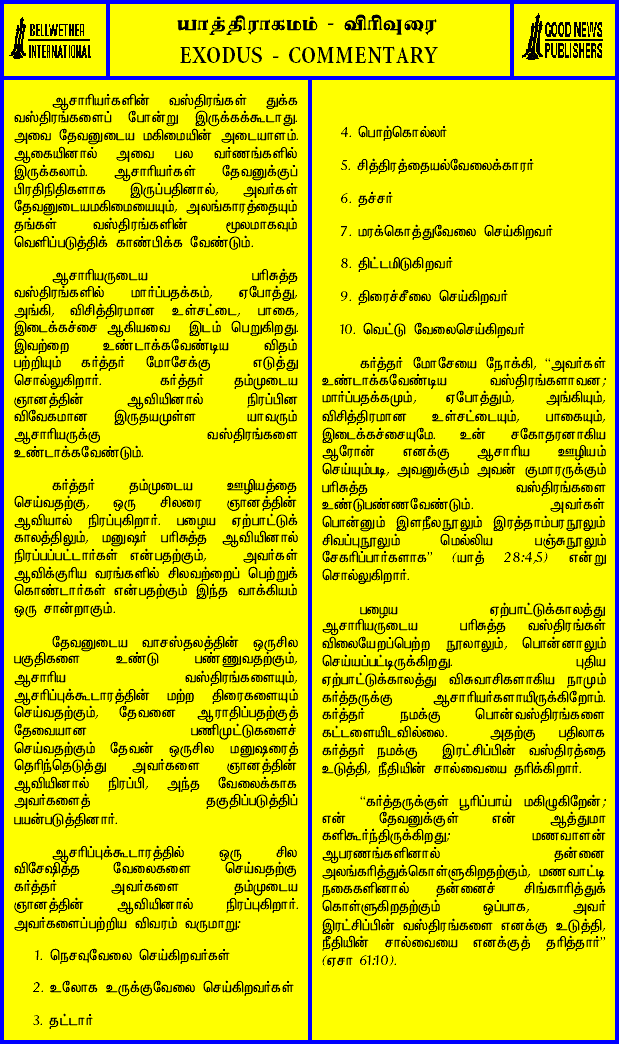 BELLWETHER
INTERNATIONAL
யாத்திராகமம் - விரிவுரை
EXODUS - COMMENTARY
GOOD NEWS
PUBLISHERS
ஆசாரியர்களின் வஸ்திரங்கள் துக்க
வஸ்திரங்களைப் போன்று இருக்கக்கூடாது.
அவை தேவனுடைய மகிமையின் அடையாளம்.
ஆகையினால் அவை பல வர்ணங்களில்
இருக்கலாம். ஆசாரியர்கள் தேவனுக்குப்
பிரதிநிதிகளாக இருப்பதினால், அவர்கள்
தேவனுடையமகிமையையும், அலங்காரத்தையும்
தங்கள் வஸ்திரங்களின் மூலமாகவும்
வெளிப்படுத்திக் காண்பிக்க வேண்டும்.
ஆசாரியருடைய பரிசுத்த
வஸ்திரங்களில் மார்ப்பதக்கம், ஏபோத்து,
அங்கி, விசித்திரமான உள்சட்டை, பாகை,
இடைக்கச்சை ஆகியவை இடம் பெறுகிறது.
இவற்றை உண்டாக்கவேண்டிய விதம்
பற்றியும் கர்த்தர் மோசேக்கு எடுத்து
சொல்லுகிறார். கர்த்தர் தம்முடைய
ஞானத்தின் ஆவியினால் நிரப்பின
விவேகமான இருதயமுள்ள யாவரும்
ஆசாரியருக்கு வஸ்திரங்களை
உண்டாக்கவேண்டும்.
கர்த்தர் தம்முடைய ஊழியத்தை
செய்வதற்கு, ஒரு சிலரை ஞானத்தின்
ஆவியால் நிரப்புகிறார். பழைய ஏற்பாட்டுக்
காலத்திலும், மனுஷர் பரிசுத்த ஆவியினால்
நிரப்பப்பட்டார்கள் என்பதற்கும், அவர்கள்
ஆவிக்குரிய வரங்களில் சிலவற்றைப் பெற்றுக்
கொண்டார்கள் என்பதற்கும் இந்த வாக்கியம்
ஒரு சான்றாகும்.
தேவனுடைய வாசஸ்தலத்தின் ஒருசில
பகுதிகளை உண்டு பண்ணுவதற்கும்,
ஆசாரிய வஸ்திரங்களையும்,
ஆசரிப்புக்கூடாரத்தின் மற்ற திரைகளையும்
செய்வதற்கும், தேவனை ஆராதிப்பதற்குத்
தேவையான பணிமுட்டுகளைச்
செய்வதற்கும் தேவன் ஒருசில மனுஷரைத்
தெரிந்தெடுத்து அவர்களை ஞானத்தின்
ஆவியினால் நிரப்பி, அந்த வேலைக்காக
அவர்களைத் தகுதிப்படுத்திப்
பயன்படுத்தினார்.
ஆசரிப்புக்கூடாரத்தில் ஒரு சில
விசேஷித்த வேலைகளை செய்வதற்கு
கர்த்தர் அவர்களை தம்முடைய
ஞானத்தின் ஆவியினால் நிரப்புகிறார்.
அவர்களைப்பற்றிய விவரம் வருமாறு:
1. நெசவுவேலை செய்கிறவர்கள்
2. உலோக உருக்குவேலை செய்கிறவர்கள்
3. தட்டார்
4. பொற்கொல்லர்
5. சித்திரத்தையல்வேலைக்காரர்
6. தச்சர்
7. மரக்கொத்துவேலை செய்கிறவர்
8. திட்டமிடுகிறவர்
9. திரைச்சீலை செய்கிறவர்
10. வெட்டு வேலைசெய்கிறவர்
கர்த்தர் மோசேயை நோக்கி, "அவர்கள்
உண்டாக்கவேண்டிய வஸ்திரங்களாவன;
மார்ப்பதக்கமும், ஏபோத்தும், அங்கியும்,
விசித்திரமான உள்சட்டையும், பாகையும்,
இடைக்கச்சையுமே. உன் சகோதரனாகிய
ஆரோன் எனக்கு ஆசாரிய ஊழியம்
செய்யும்படி, அவனுக்கும் அவன் குமாரருக்கும்
பரிசுத்த வஸ்திரங்களை
உண்டுபண்ணவேண்டும். அவர்கள்
பொன்னும் இளநீலநூலும் இரத்தாம்பரநூலும்
சிவப்புநூலும் மெல்லிய பஞ்சுநூலும்
சேகரிப்பார்களாக" (யாத் 28:4,5) என்று
சொல்லுகிறார்.
பழைய ஏற்பாட்டுக்காலத்து
ஆசாரியருடைய பரிசுத்த வஸ்திரங்கள்
விலையேறப்பெற்ற நூலாலும், பொன்னாலும்
செய்யப்பட்டிருக்கிறது. புதிய
ஏற்பாட்டுக்காலத்து விசுவாசிகளாகிய நாமும்
கர்த்தருக்கு ஆசாரியர்களாயிருக்கிறோம்.
கர்த்தர் நமக்கு பொன்வஸ்திரங்களை
கட்டளையிடவில்லை. அதற்கு பதிலாக
கர்த்தர் நமக்கு இரட்சிப்பின் வஸ்திரத்தை
உடுத்தி, நீதியின் சால்வையை தரிக்கிறார்.
"கர்த்தருக்குள் பூரிப்பாய் மகிழுகிறேன்;
என் தேவனுக்குள் என் ஆத்துமா
களிகூர்ந்திருக்கிறது; மணவாளன்
ஆபரணங்களினால் தன்னை
அலங்கரித்துக்கொள்ளுகிறதற்கும், மணவாட்டி
நகைகளினால் தன்னைச் சிங்காரித்துக்
கொள்ளுகிறதற்கும் ஒப்பாக, அவர்
இரட்சிப்பின் வஸ்திரங்களை எனக்கு உடுத்தி,
நீதியின் சால்வையை எனக்குத் தரித்தார்"
(ஏசா 61:10).